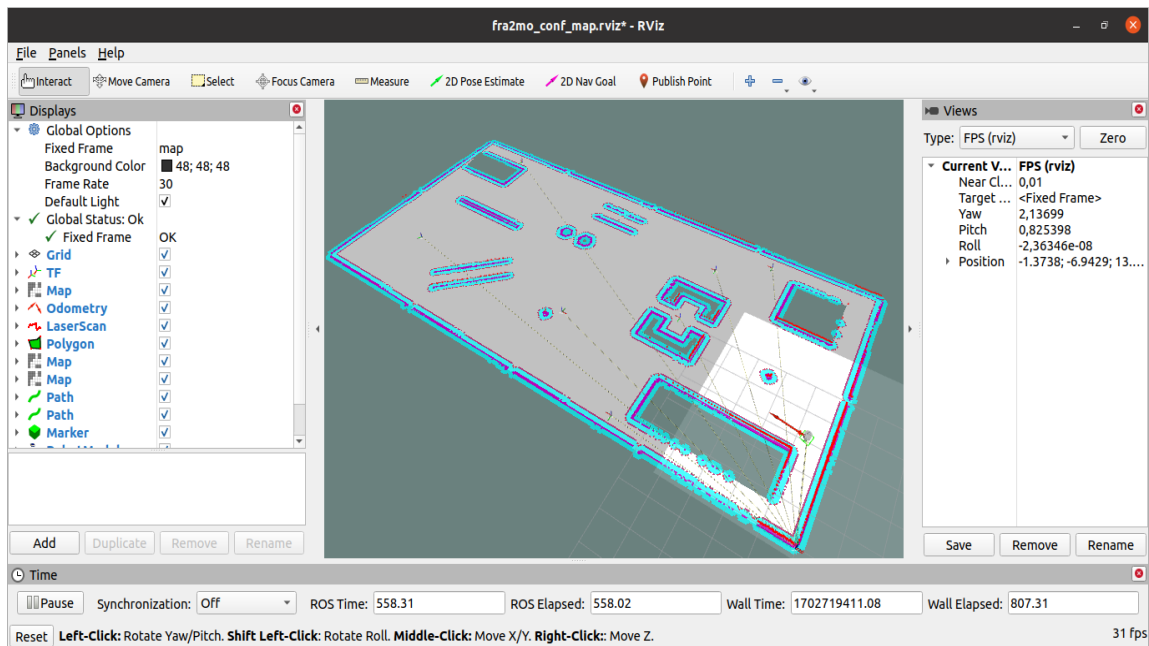 fra2mo_conf_map.rviz* - RViz
File Panels Help
Interact Move Camera Select Focus Camera Measure 2D Pose Estimate 2D Nav Goal Publish Point
Displays
Global Options
Fixed Frame map
Background Color 48; 48; 48
Frame Rate 30
Default Light
Global Status: Ok
Fixed Frame OK
Grid
TF
Map
Odometry
LaserScan
Polygon
Map
Map
Path
Path
Marker
Add Duplicate Remove Rename
Views
Type: FPS (rviz) Zero
Current V... FPS (rviz)
Near Cl... 0,01
Target ... <Fixed Frame>
Yaw 2,13699
Pitch 0,825398
Roll -2,36346e-08
Position -1.3738; -6.9429; 13....
Save Remove Rename
Time
Pause Synchronization: Off ROS Time: 558.31 ROS Elapsed: 558.02 Wall Time: 1702719411.08 Wall Elapsed: 807.31
Reset Left-Click: Rotate Yaw/Pitch. Shift Left-Click: Rotate Roll. Middle-Click: Move X/Y. Right-Click:: Move Z. 31 fps